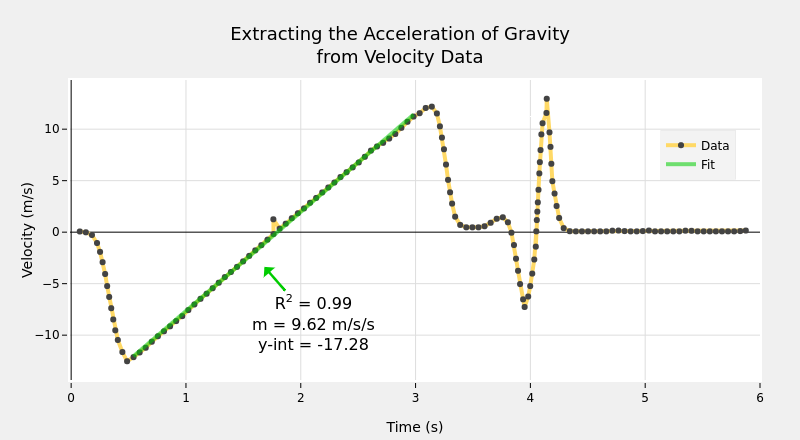 Extracting the Acceleration of Gravity
from Velocity Data
Velocity (m/s)
10
5
0
−5
−10
Data
Fit
R² = 0.99
m = 9.62 m/s/s
y-int = -17.28
0 1 2 3 4 5 6
Time (s)